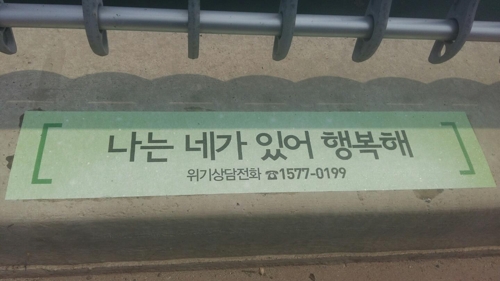 [나는 네가 있어 행복해]
위기상담전화 ☎1577-0199